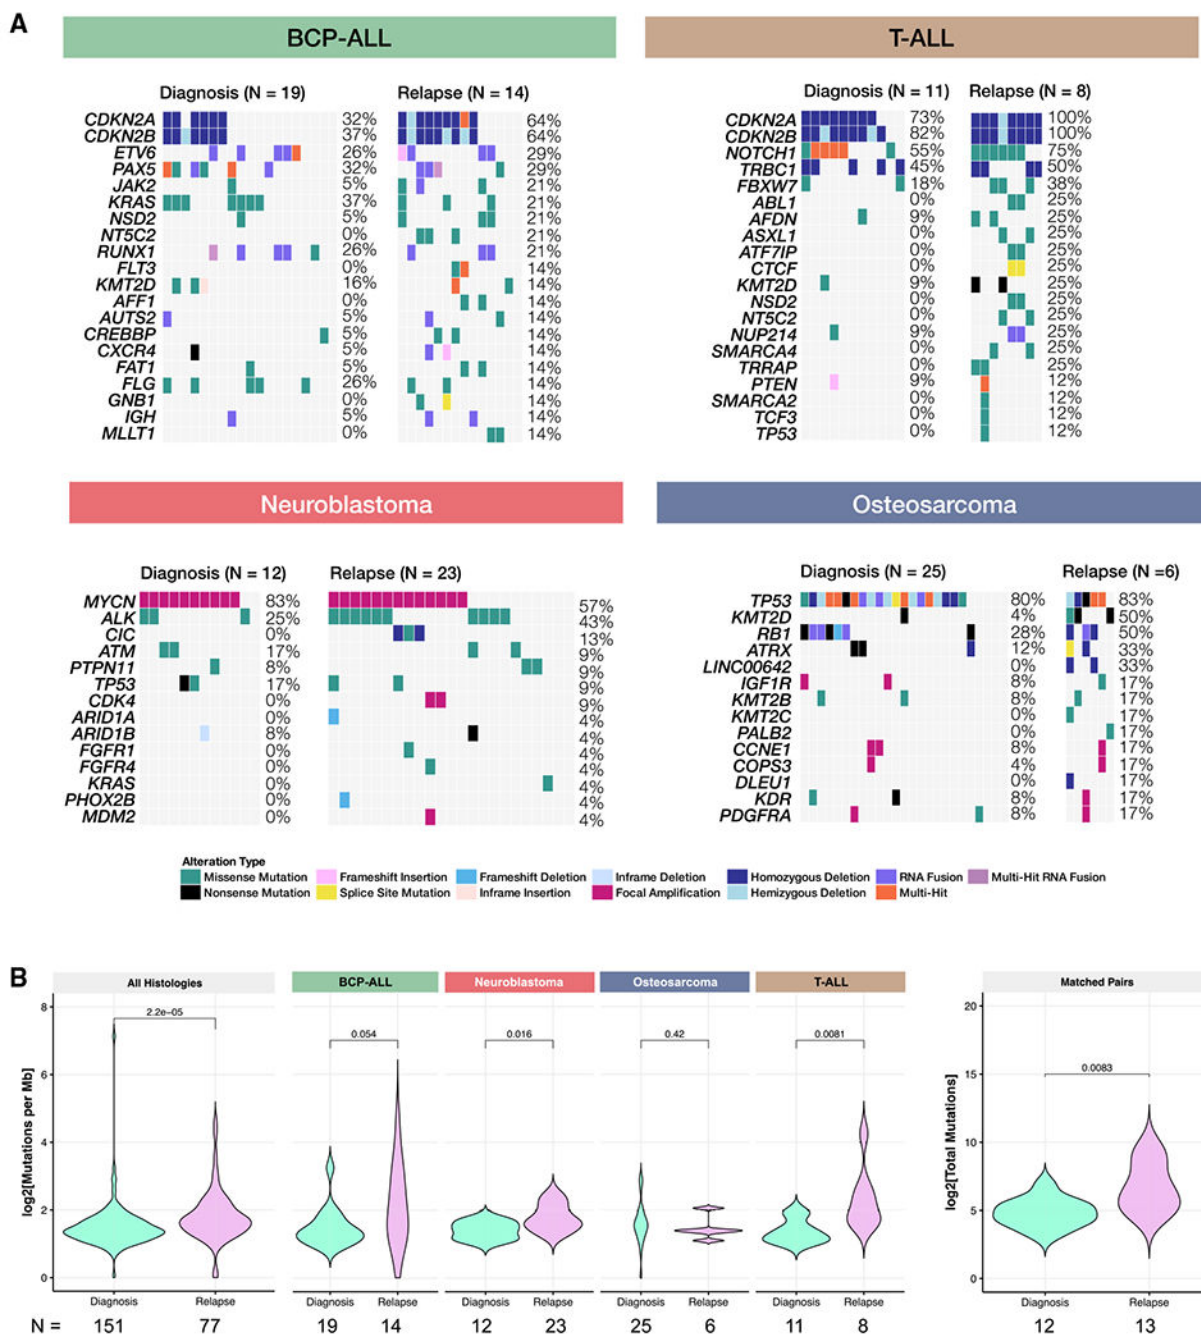 A
BCP-ALL
T-ALL
Diagnosis (N = 19)
Relapse (N = 14)
CDKN2A 32% 64%
CDKN2B 37% 64%
ETV6 26% 29%
PAX5 32% 29%
JAK2 5% 21%
KRAS 37% 21%
NSD2 5% 21%
NT5C2 0% 21%
RUNX1 26% 21%
FLT3 0% 14%
KMT2D 16% 14%
AFF1 0% 14%
AUTS2 5% 14%
CREBBP 5% 14%
CXCR4 5% 14%
FAT1 5% 14%
FLG 26% 14%
GNB1 0% 14%
IGH 5% 14%
MLLT1 0% 14%
Diagnosis (N = 11)
Relapse (N = 8)
CDKN2A 73% 100%
CDKN2B 82% 100%
NOTCH1 55% 75%
TRBC1 45% 50%
FBXW7 18% 38%
ABL1 0% 25%
AFDN 9% 25%
ASXL1 0% 25%
ATF7IP 0% 25%
CTCF 0% 25%
KMT2D 9% 25%
NSD2 0% 25%
NT5C2 0% 25%
NUP214 9% 25%
SMARCA4 0% 25%
TRRAP 0% 25%
PTEN 9% 12%
SMARCA2 0% 12%
TCF3 0% 12%
TP53 0% 12%
Neuroblastoma
Osteosarcoma
Diagnosis (N = 12)
Relapse (N = 23)
MYCN 83% 57%
ALK 25% 43%
CIC 0% 13%
ATM 17% 9%
PTPN11 8% 9%
TP53 17% 9%
CDK4 0% 9%
ARID1A 0% 4%
ARID1B 8% 4%
FGFR1 0% 4%
FGFR4 0% 4%
KRAS 0% 4%
PHOX2B 0% 4%
MDM2 0% 4%
Diagnosis (N = 25)
Relapse (N =6)
TP53 80% 83%
KMT2D 4% 50%
RB1 28% 50%
ATRX 12% 33%
LINC00642 0% 33%
IGF1R 8% 17%
KMT2B 8% 17%
KMT2C 0% 17%
PALB2 0% 17%
CCNE1 8% 17%
COPS3 4% 17%
DLEU1 0% 17%
KDR 8% 17%
PDGFRA 8% 17%
Alteration Type
Missense Mutation Frameshift Insertion Frameshift Deletion Inframe Deletion Homozygous Deletion RNA Fusion Multi-Hit RNA Fusion
Nonsense Mutation Splice Site Mutation Inframe Insertion Focal Amplification Hemizygous Deletion Multi-Hit
B
All Histologies BCP-ALL Neuroblastoma Osteosarcoma T-ALL Matched Pairs
log2[Mutations per Mb]
8
6
4
2
0
2.2e-05 0.054 0.016 0.42 0.0081
log2[Total Mutations]
20
15
10
5
0
0.0083
Diagnosis Relapse Diagnosis Relapse Diagnosis Relapse Diagnosis Relapse Diagnosis Relapse Diagnosis Relapse
N = 151 77 19 14 12 23 25 6 11 8 12 13